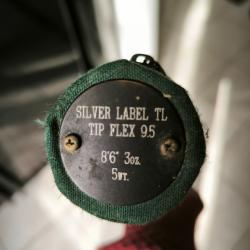 SILVER LABEL TL
TIP FLEX 9.5
8'6" 3oz.
5WT.